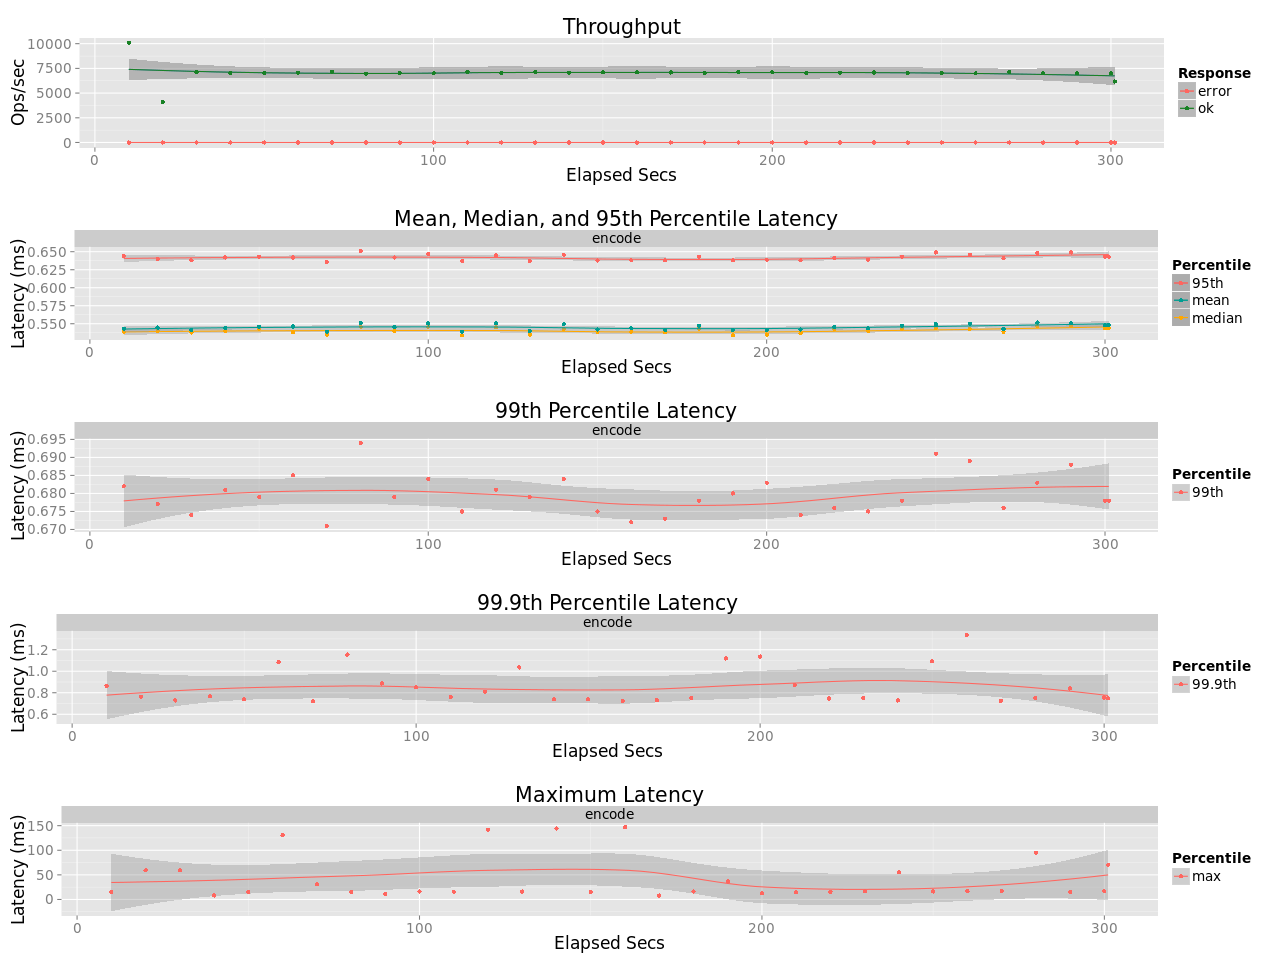 Throughput
Ops/sec
10000
7500
5000
2500
0
0 100 200 300
Elapsed Secs
Response
error
ok
Mean, Median, and 95th Percentile Latency
encode
Latency (ms)
0.650
0.625
0.600
0.575
0.550
0 100 200 300
Elapsed Secs
Percentile
95th
mean
median
99th Percentile Latency
encode
Latency (ms)
0.695
0.690
0.685
0.680
0.675
0.670
0 100 200 300
Elapsed Secs
Percentile
99th
99.9th Percentile Latency
encode
Latency (ms)
1.2
1.0
0.8
0.6
0 100 200 300
Elapsed Secs
Percentile
99.9th
Maximum Latency
encode
Latency (ms)
150
100
50
0
0 100 200 300
Elapsed Secs
Percentile
max